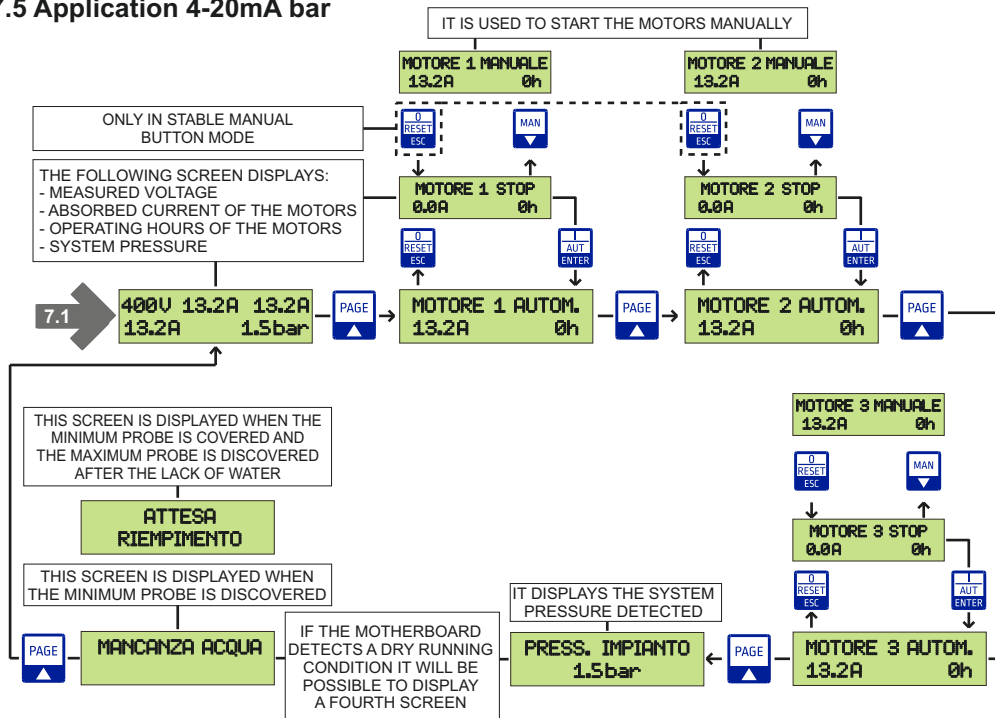 7.5 Application 4-20mA bar
IT IS USED TO START THE MOTORS MANUALLY
MOTORE 1 MANUALE
13.2A 0h
MOTORE 2 MANUALE
13.2A 0h
ONLY IN STABLE MANUAL
BUTTON MODE
0
RESET
ESC
MAN
0
RESET
ESC
MAN
THE FOLLOWING SCREEN DISPLAYS:
- MEASURED VOLTAGE
- ABSORBED CURRENT OF THE MOTORS
- OPERATING HOURS OF THE MOTORS
- SYSTEM PRESSURE
MOTORE 1 STOP
0.0A 0h
MOTORE 2 STOP
0.0A 0h
0
RESET
ESC
I
AUT
ENTER
0
RESET
ESC
I
AUT
ENTER
7.1
400V 13.2A 13.2A
13.2A 1.5bar
PAGE
MOTORE 1 AUTOM.
13.2A 0h
PAGE
MOTORE 2 AUTOM.
13.2A 0h
PAGE
THIS SCREEN IS DISPLAYED WHEN THE
MINIMUM PROBE IS COVERED AND
THE MAXIMUM PROBE IS DISCOVERED
AFTER THE LACK OF WATER
ATTESA
RIEMPIMENTO
MOTORE 3 MANUALE
13.2A 0h
0
RESET
ESC
MAN
MOTORE 3 STOP
0.0A 0h
0
RESET
ESC
I
AUT
ENTER
THIS SCREEN IS DISPLAYED WHEN
THE MINIMUM PROBE IS DISCOVERED
PAGE
MANCANZA ACQUA
IF THE MOTHERBOARD
DETECTS A DRY RUNNING
CONDITION IT WILL BE
POSSIBLE TO DISPLAY
A FOURTH SCREEN
IT DISPLAYS THE SYSTEM
PRESSURE DETECTED
PRESS. IMPIANTO
1.5bar
PAGE
MOTORE 3 AUTOM.
13.2A 0h